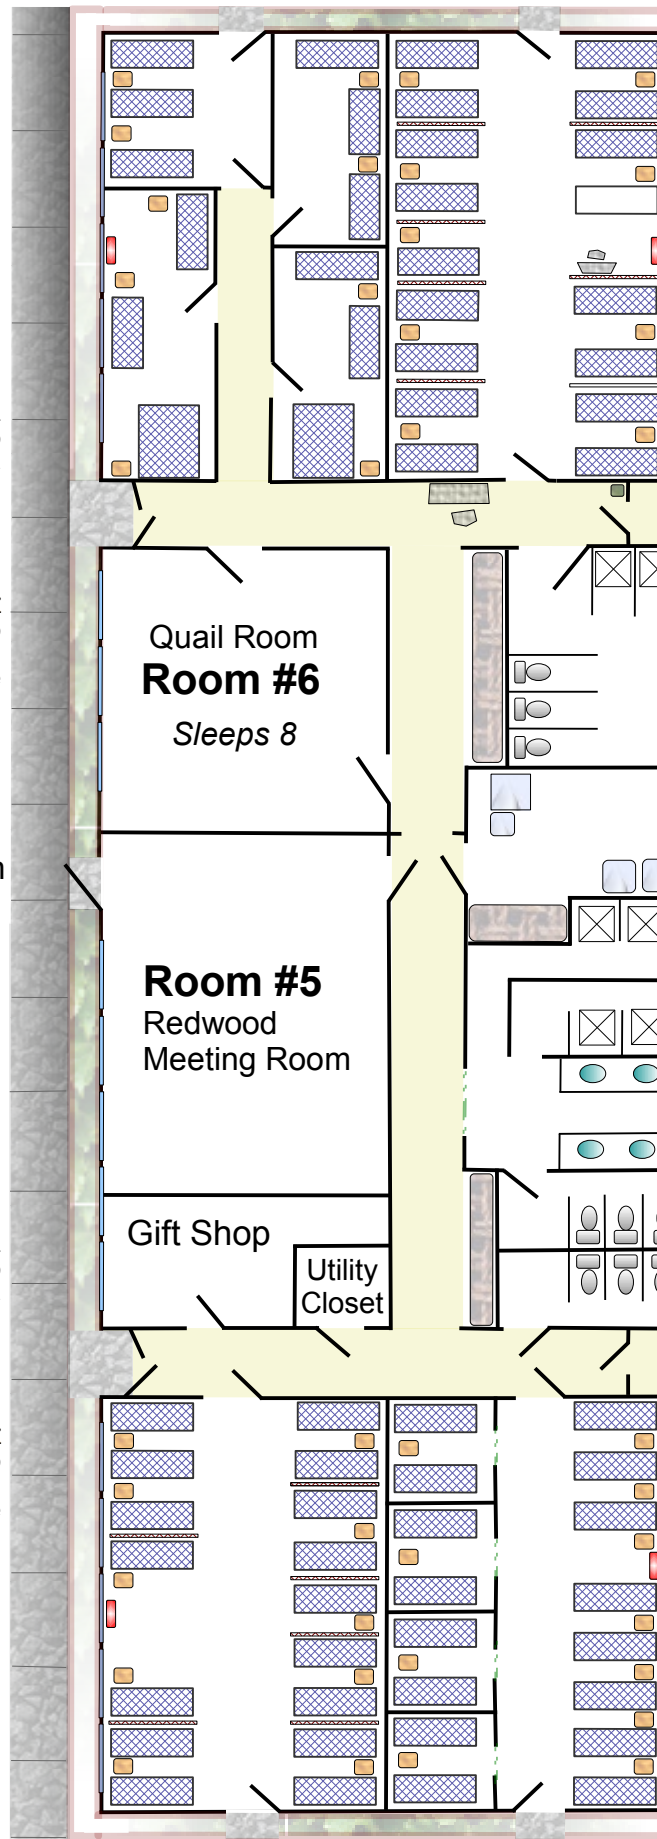 Quail Room
Room #6
Sleeps 8
Room #5
Redwood
Meeting Room
Gift Shop
Utility
Closet